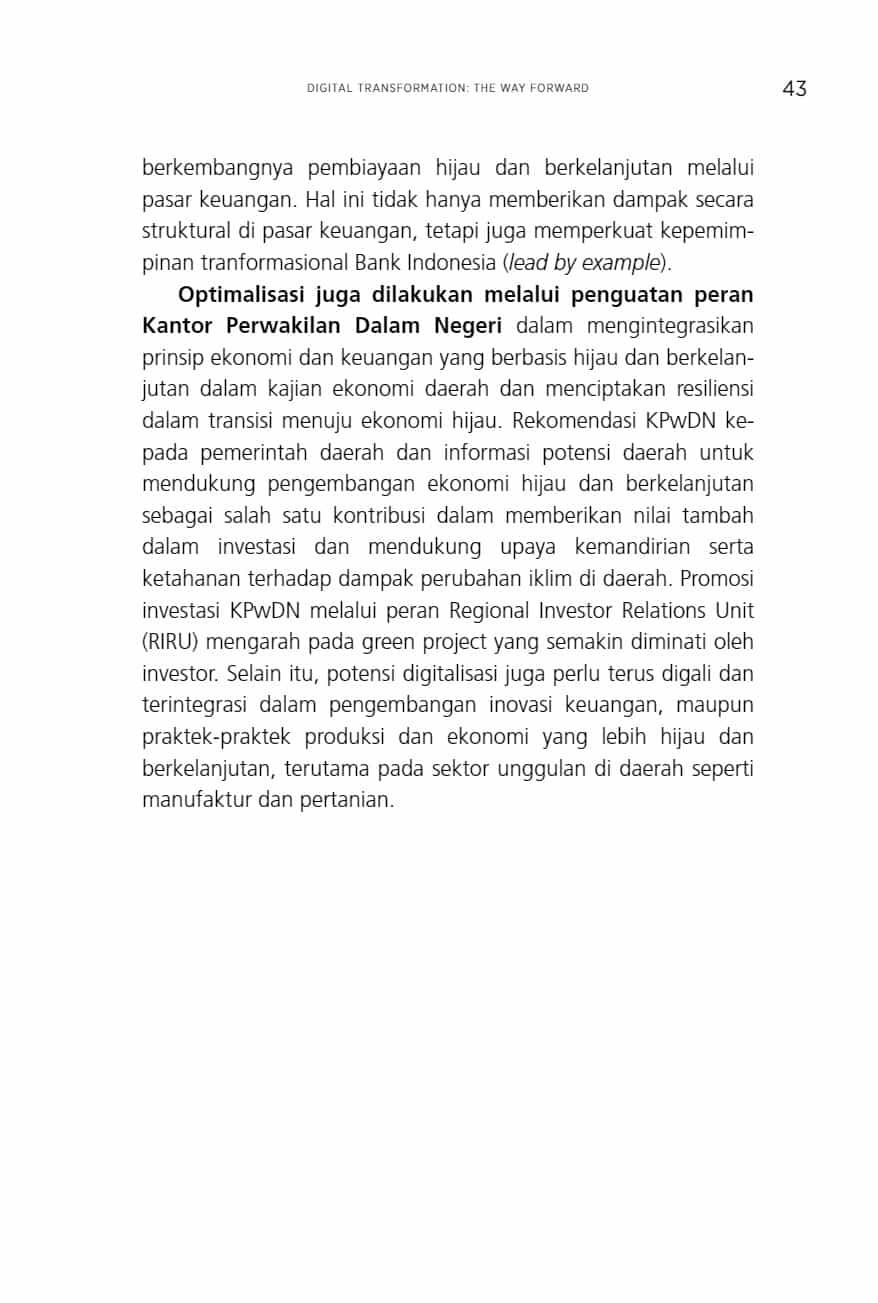 DIGITAL TRANSFORMATION: THE WAY FORWARD
43
berkembangnya pembiayaan hijau dan berkelanjutan melalui
pasar keuangan. Hal ini tidak hanya memberikan dampak secara
struktural di pasar keuangan, tetapi juga memperkuat kepemim-
pinan tranformasional Bank Indonesia (lead by example).
Optimalisasi juga dilakukan melalui penguatan peran
Kantor Perwakilan Dalam Negeri dalam mengintegrasikan
prinsip ekonomi dan keuangan yang berbasis hijau dan berkelan-
jutan dalam kajian ekonomi daerah dan menciptakan resiliensi
dalam transisi menuju ekonomi hijau. Rekomendasi KPwDN ke-
pada pemerintah daerah dan informasi potensi daerah untuk
mendukung pengembangan ekonomi hijau dan berkelanjutan
sebagai salah satu kontribusi dalam memberikan nilai tambah
dalam investasi dan mendukung upaya kemandirian serta
ketahanan terhadap dampak perubahan iklim di daerah. Promosi
investasi KPwDN melalui peran Regional Investor Relations Unit
(RIRU) mengarah pada green project yang semakin diminati oleh
investor. Selain itu, potensi digitalisasi juga perlu terus digali dan
terintegrasi dalam pengembangan inovasi keuangan, maupun
praktek-praktek produksi dan ekonomi yang lebih hijau dan
berkelanjutan, terutama pada sektor unggulan di daerah seperti
manufaktur dan pertanian.